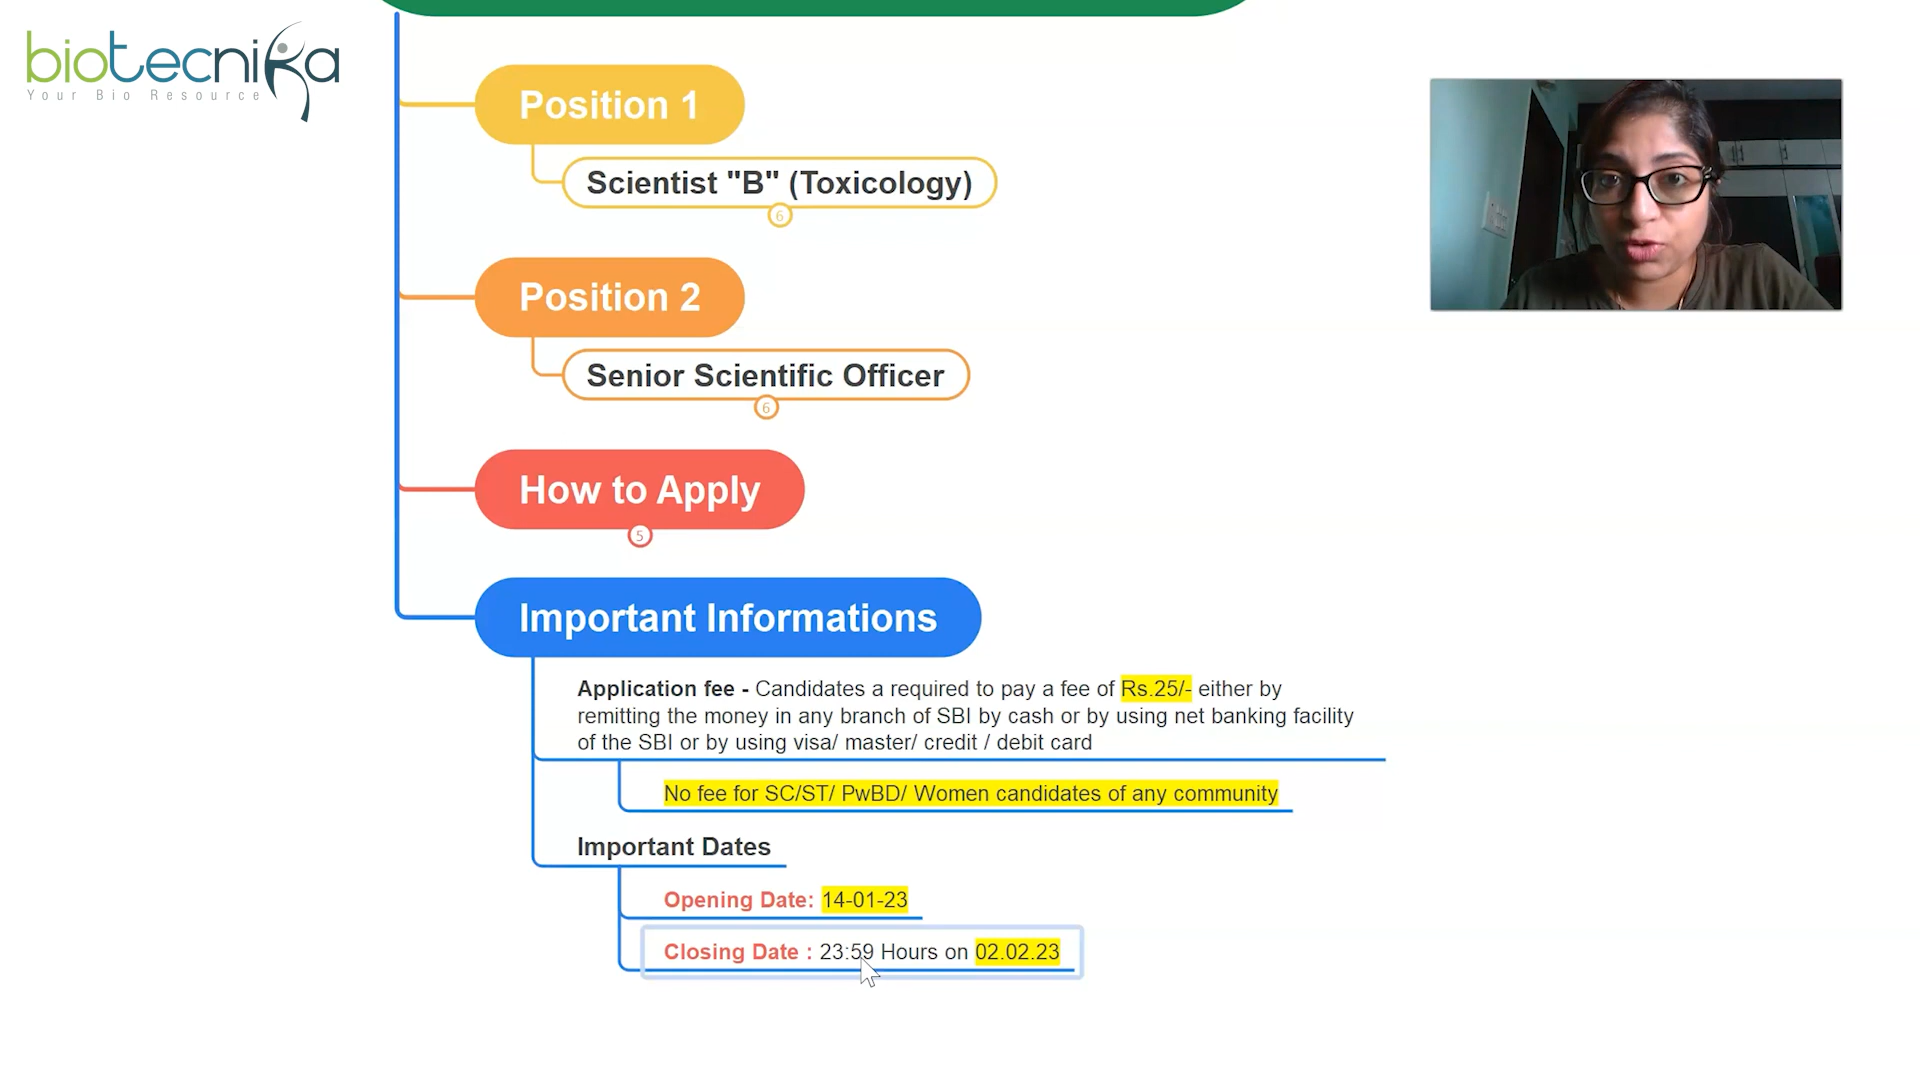 biotecnika
Your Bio Resource
Position 1
Scientist "B" (Toxicology)
6
Position 2
Senior Scientific Officer
6
How to Apply
5
Important Informations
Application fee - Candidates a required to pay a fee of Rs.25/- either by
remitting the money in any branch of SBI by cash or by using net banking facility
of the SBI or by using visa/ master/ credit / debit card
No fee for SC/ST/ PwBD/ Women candidates of any community
Important Dates
Opening Date: 14-01-23
Closing Date : 23:59 Hours on 02.02.23